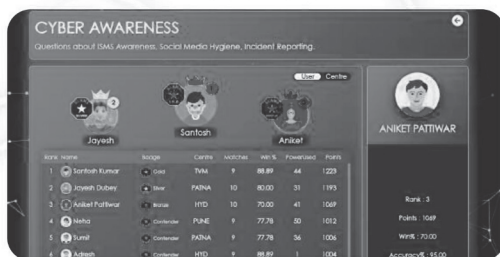 CYBER AWARENESS
Questions about ISMS Awareness, Social Media Hygiene, Incident Reporting.
User Centre
2
Jayesh
Santosh
Aniket
ANIKET PATTIWAR
Rank Name Badge Centre Matches Win % PowerUsed Points
1 Santosh Kumar Gold TVM 9 88.89 44 1223
2 Jayesh Dubey Silver PATNA 10 80.00 31 1193
3 Aniket Pattiwar Bronze HYD 10 70.00 41 1069
4 Neha Contender PUNE 9 77.78 50 1012
5 Sumit Contender PATNA 9 77.78 36 1006
6 Adresh Contender HYD 9 88.89 1 1004
Rank : 3
Points : 1069
Win% : 70.00
Accuracy% : 95.00